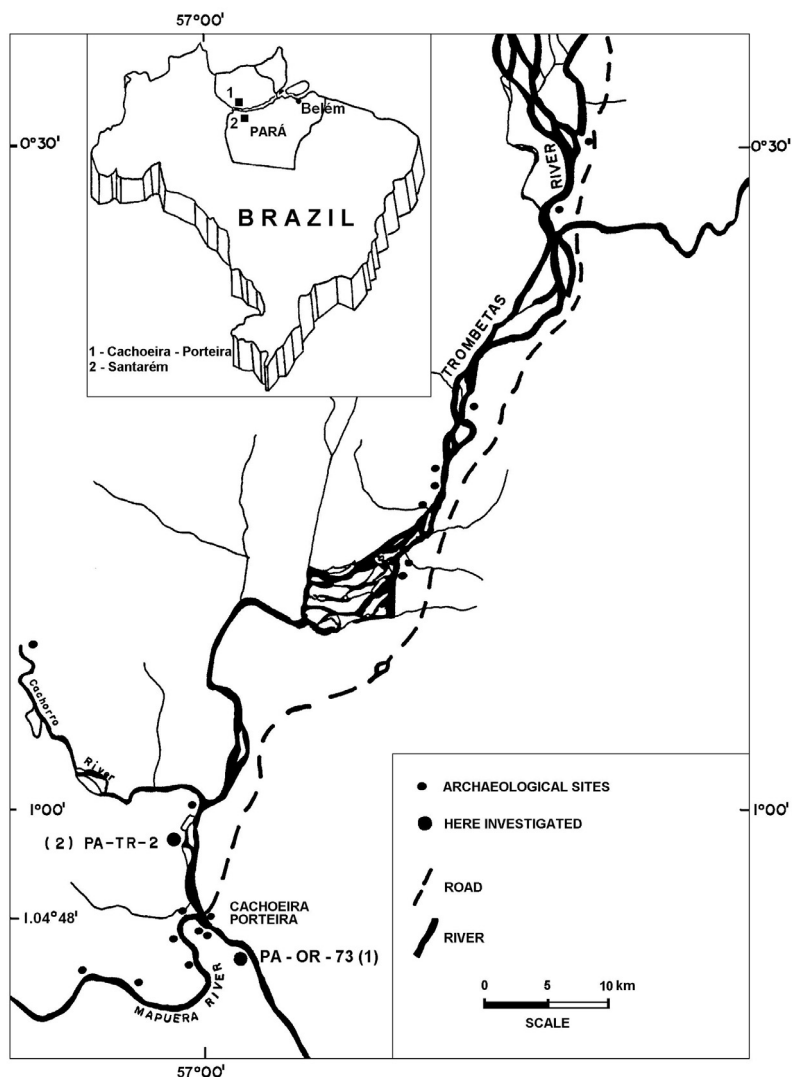 57°00'
1
2
Belém
PARÁ
BRAZIL
1 - Cachoeira - Porteira
2 - Santarém
0°30'
0°30'
RIVER
TROMBETAS
Cachorro
River
1°00'
1°00'
(2) PA-TR-2
1.04°48'
CACHOEIRA
PORTEIRA
PA-OR-73 (1)
MAPUERA RIVER
ARCHAEOLOGICAL SITES
HERE INVESTIGATED
ROAD
RIVER
0 5 10 km
SCALE
57°00'